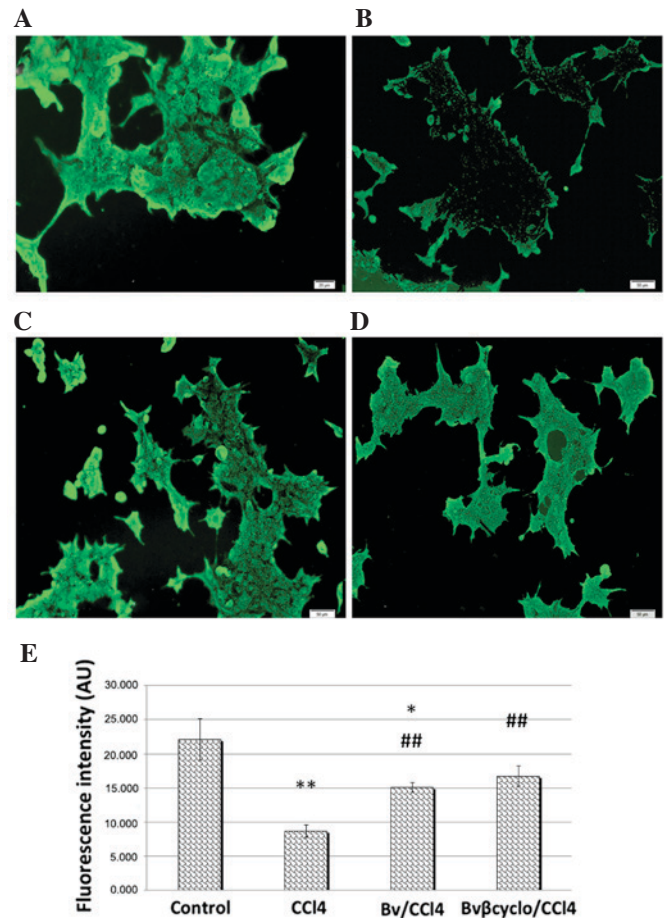 A B
C D
E
Fluorescence intensity (AU)
30.000
25.000
20.000
15.000
10.000
5.000
0.000
**
*
##
##
Control CCl4 Bv/CCl4 Bvβcyclo/CCl4